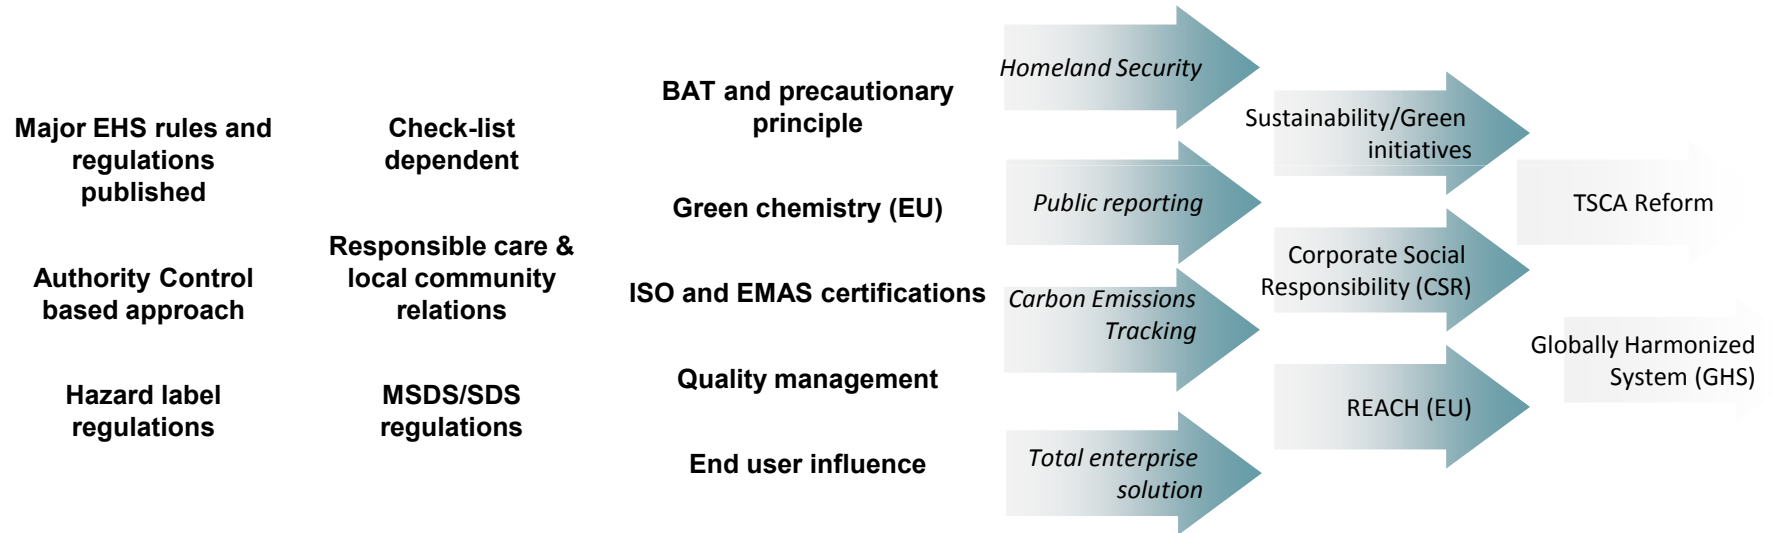 Major EHS rules and
regulations
published
Authority Control
based approach
Hazard label
regulations
Check-list
dependent
Responsible care &
local community
relations
MSDS/SDS
regulations
BAT and precautionary
principle
Green chemistry (EU)
ISO and EMAS certifications
Quality management
End user influence
Homeland Security
Public reporting
Carbon Emissions
Tracking
Total enterprise
solution
Sustainability/Green
initiatives
Corporate Social
Responsibility (CSR)
REACH (EU)
TSCA Reform
Globally Harmonized
System (GHS)